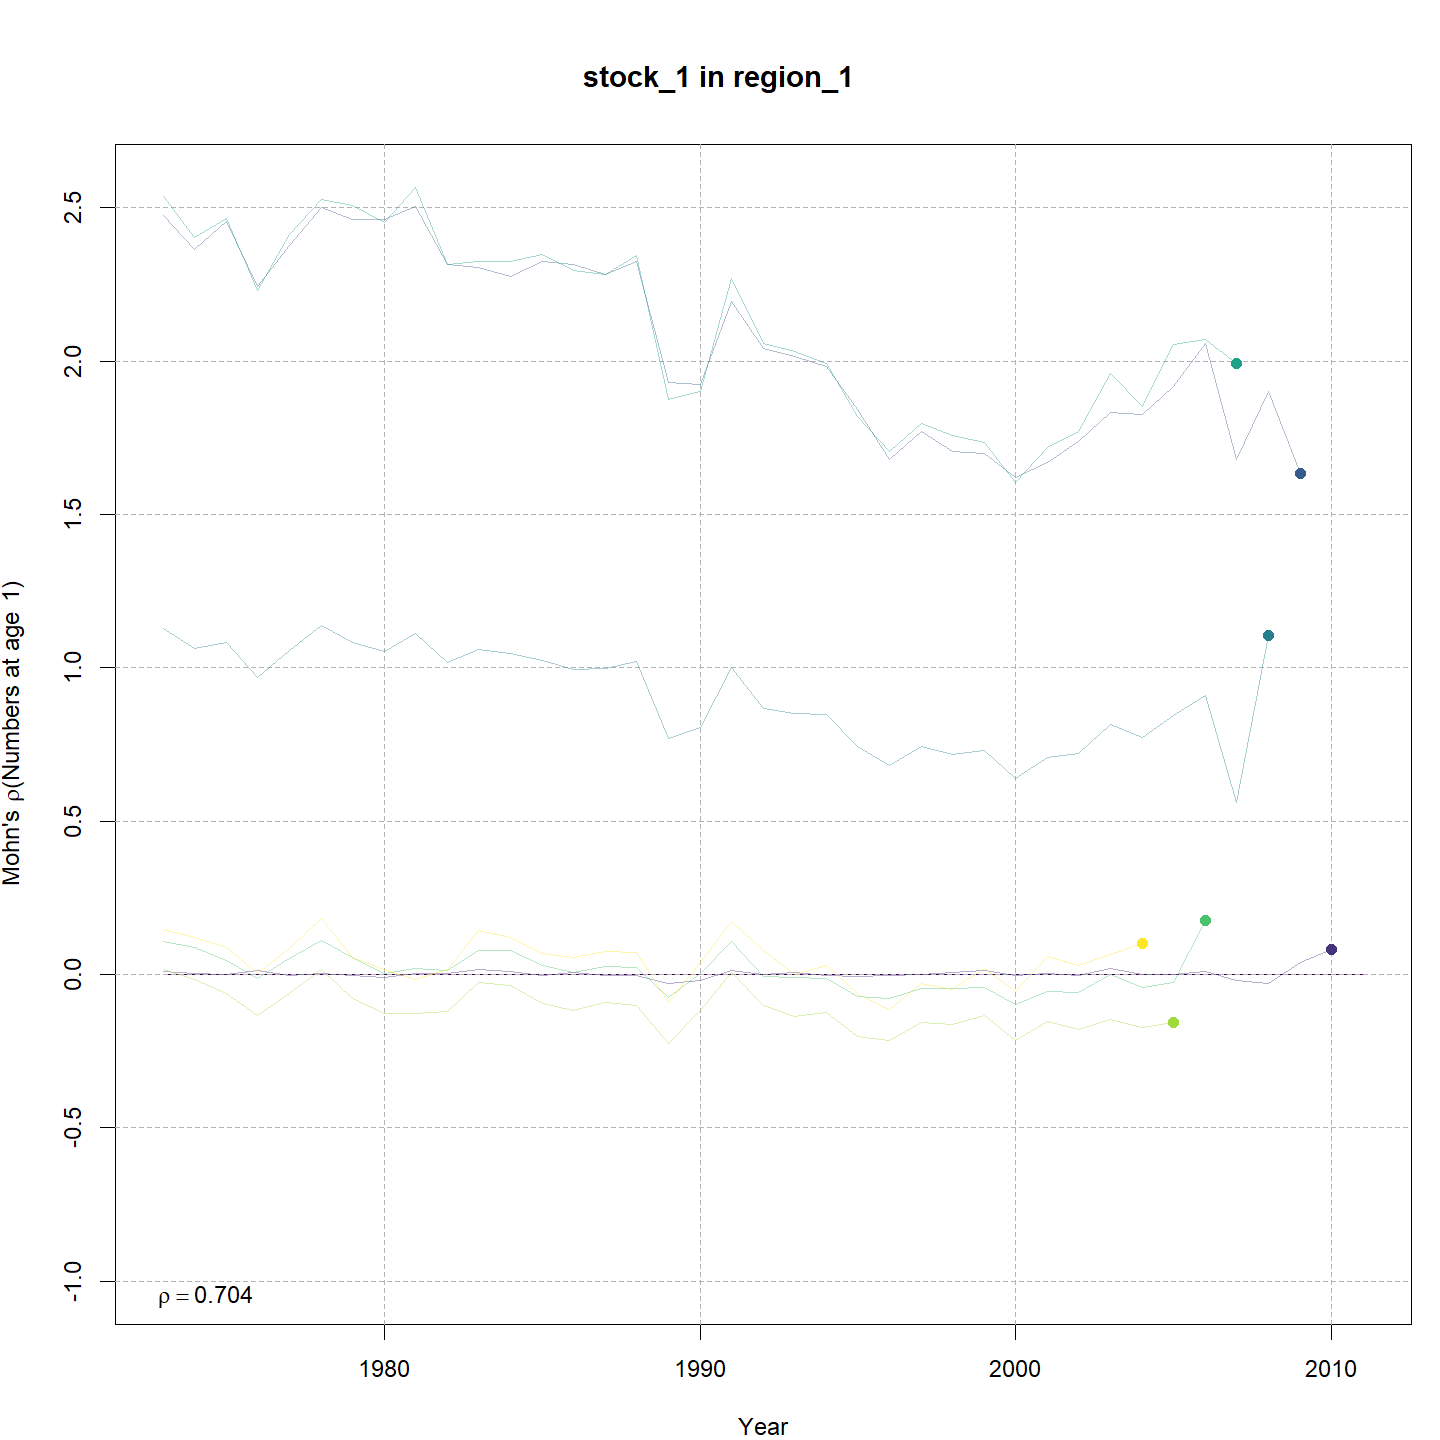 stock_1 in region_1
Mohn's ρ(Numbers at age 1)
2.5
2.0
1.5
1.0
0.5
0.0
-0.5
-1.0
ρ = 0.704
1980 1990 2000 2010
Year